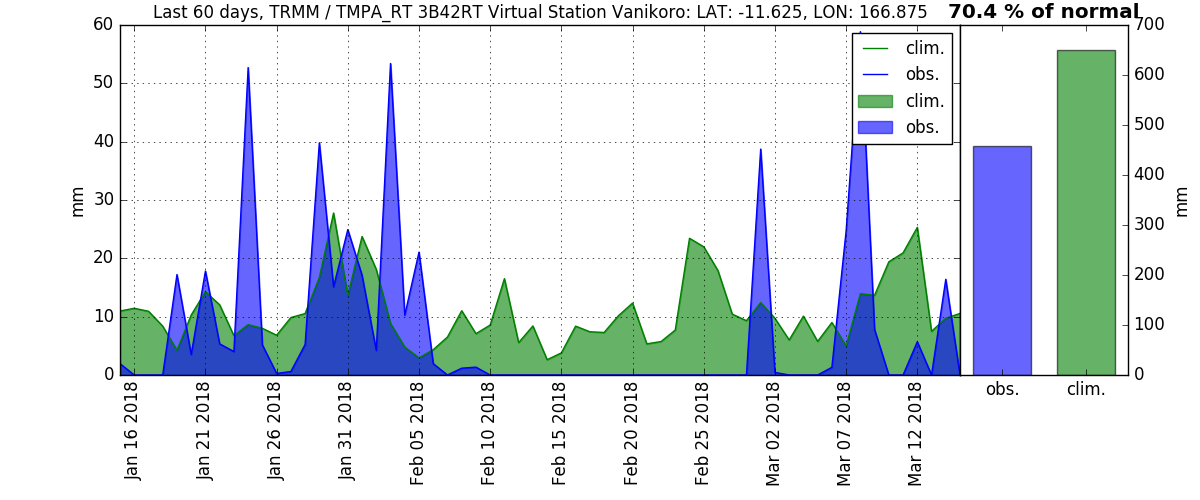 Last 60 days, TRMM / TMPA_RT 3B42RT Virtual Station Vanikoro: LAT: -11.625, LON: 166.875
70.4 % of normal
60
50
40
30
20
10
0
mm
clim.
obs.
clim.
obs.
Jan 16 2018
Jan 21 2018
Jan 26 2018
Jan 31 2018
Feb 05 2018
Feb 10 2018
Feb 15 2018
Feb 20 2018
Feb 25 2018
Mar 02 2018
Mar 07 2018
Mar 12 2018
700
600
500
400
300
200
100
0
mm
obs.
clim.